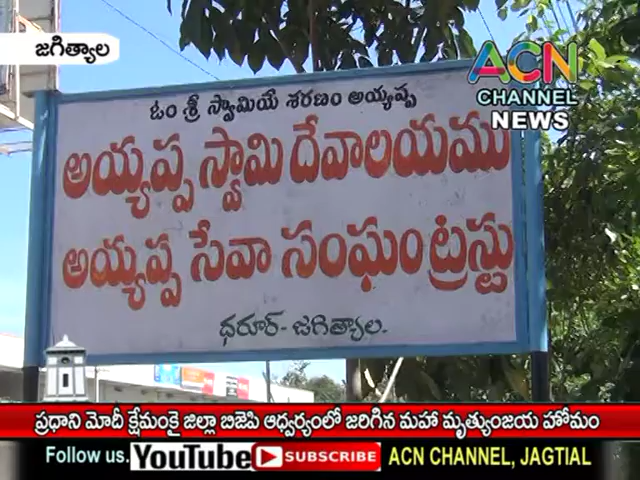 జగిత్యాల
ACN
CHANNEL
NEWS
ఓం శ్రీ స్వామియే శరణం అయ్యప్ప
అయ్యప్ప స్వామి దేవాలయము
అయ్యప్ప సేవా సంఘం ట్రస్టు
ధరూర్- జగిత్యాల.
ప్రధాని మోదీ క్షేమంకై జిల్లా బిజెపి ఆధ్వర్యంలో జరిగిన మహా మృత్యుంజయ హోమం
Follow us. YouTube SUBSCRIBE ACN CHANNEL, JAGTIAL